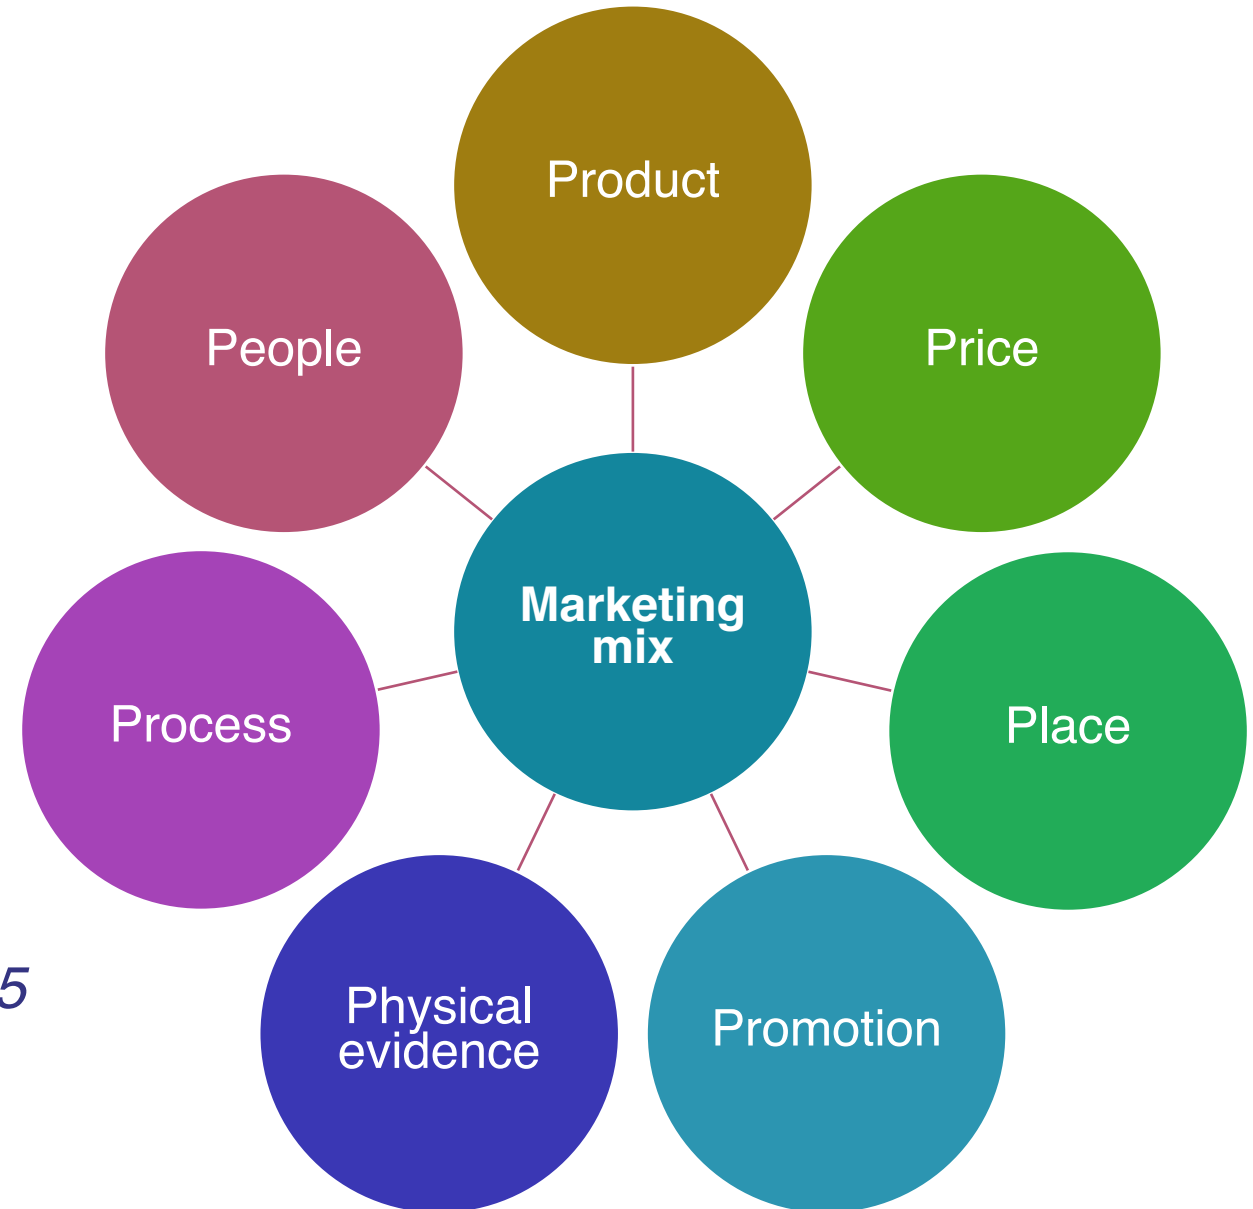 Product
People
Price
Marketing
mix
Process
Place
5
Physical
evidence
Promotion